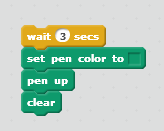 wait 3 secs
set pen color to
pen up
clear